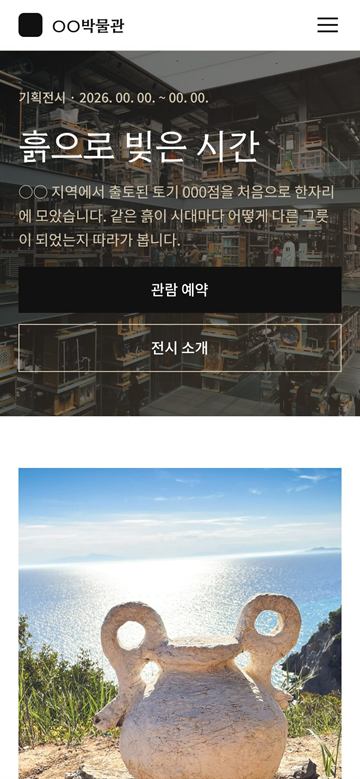 ○○박물관
기획전시 · 2026. 00. 00. ~ 00. 00.
흙으로 빚은 시간
○○ 지역에서 출토된 토기 000점을 처음으로 한자리
에 모았습니다. 같은 흙이 시대마다 어떻게 다른 그릇
이 되었는지 따라가 봅니다.
관람 예약
전시 소개